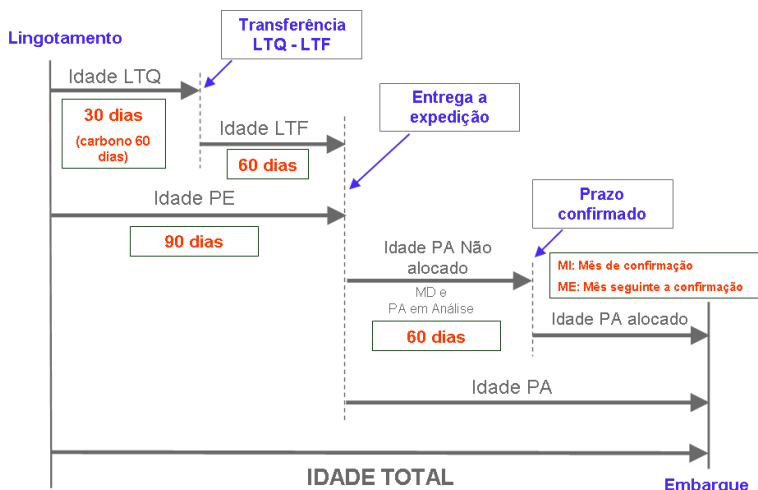 Transferência
LTQ - LTF
Lingotamento
Idade LTQ
30 dias
(carbono 60
dias)
Entrega a
expedição
Idade LTF
60 dias
Idade PE
90 dias
Prazo
confirmado
Idade PA Não
alocado
MD e
PA em Análise
60 dias
MI: Mês de confirmação
ME: Mês seguinte a confirmação
Idade PA alocado
Idade PA
IDADE TOTAL
Embarque